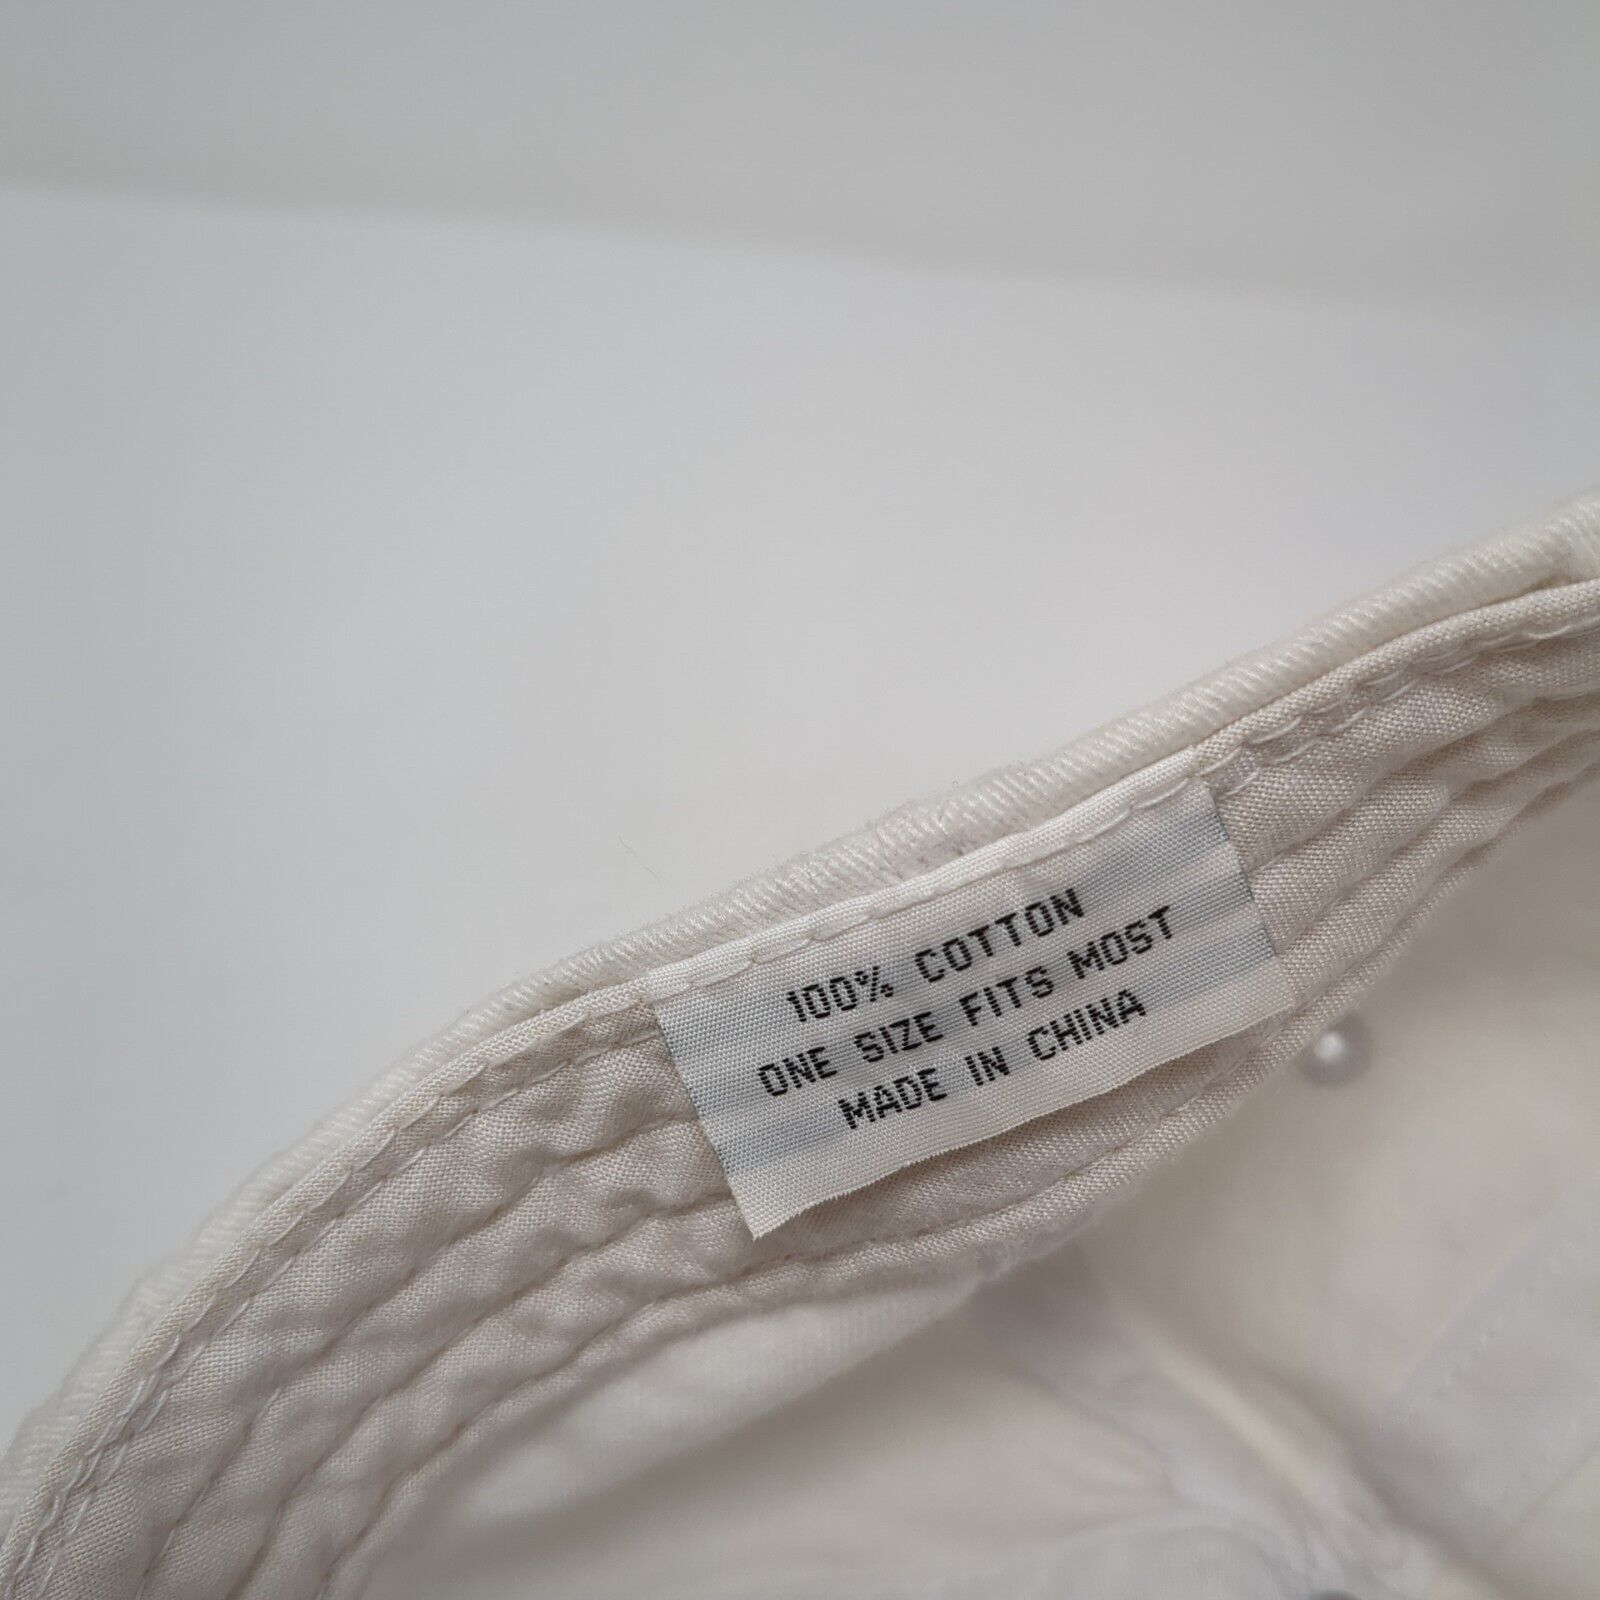 100% COTTON
ONE SIZE FITS MOST
MADE IN CHINA